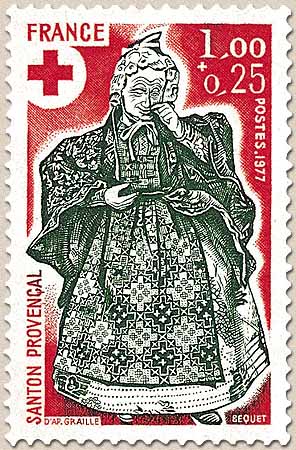 FRANCE
1.00
+0,25
POSTES.1977
SANTON PROVENÇAL
D'AP. GRAILLE
BEQUET